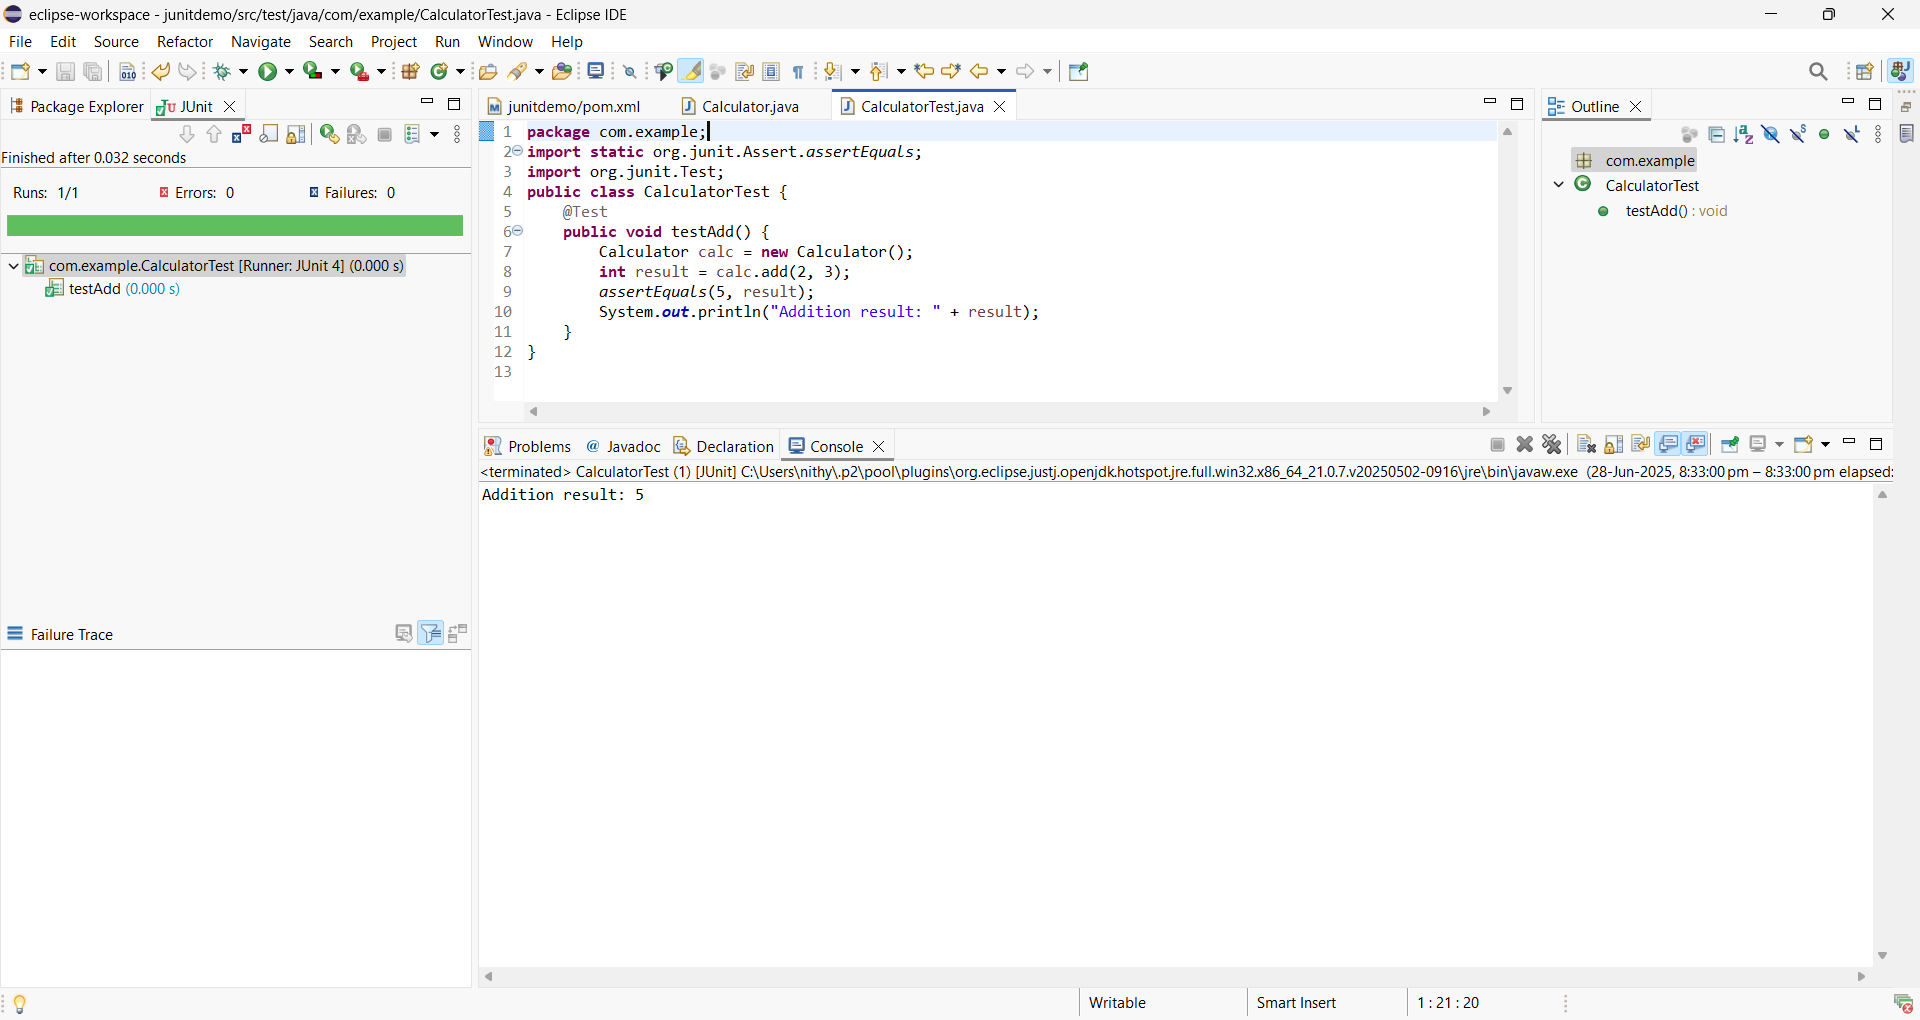 eclipse-workspace - junitdemo/src/test/java/com/example/CalculatorTest.java - Eclipse IDE
File Edit Source Refactor Navigate Search Project Run Window Help
Package Explorer JUnit
Finished after 0.032 seconds
Runs: 1/1 Errors: 0 Failures: 0
com.example.CalculatorTest [Runner: JUnit 4] (0.000 s)
testAdd (0.000 s)
Failure Trace
junitdemo/pom.xml Calculator.java CalculatorTest.java
1 package com.example;
2 import static org.junit.Assert.assertEquals;
3 import org.junit.Test;
4 public class CalculatorTest {
5 @Test
6 public void testAdd() {
7 Calculator calc = new Calculator();
8 int result = calc.add(2, 3);
9 assertEquals(5, result);
10 System.out.println("Addition result: " + result);
11 }
12 }
13
Outline
com.example
CalculatorTest
testAdd() : void
Problems Javadoc Declaration Console
<terminated> CalculatorTest (1) [JUnit] C:\Users\nithy\.p2\pool\plugins\org.eclipse.justj.openjdk.hotspot.jre.full.win32.x86_64_21.0.7.v20250502-0916\jre\bin\javaw.exe (28-Jun-2025, 8:33:00 pm – 8:33:00 pm elapsed:
Addition result: 5
Writable Smart Insert 1 : 21 : 20